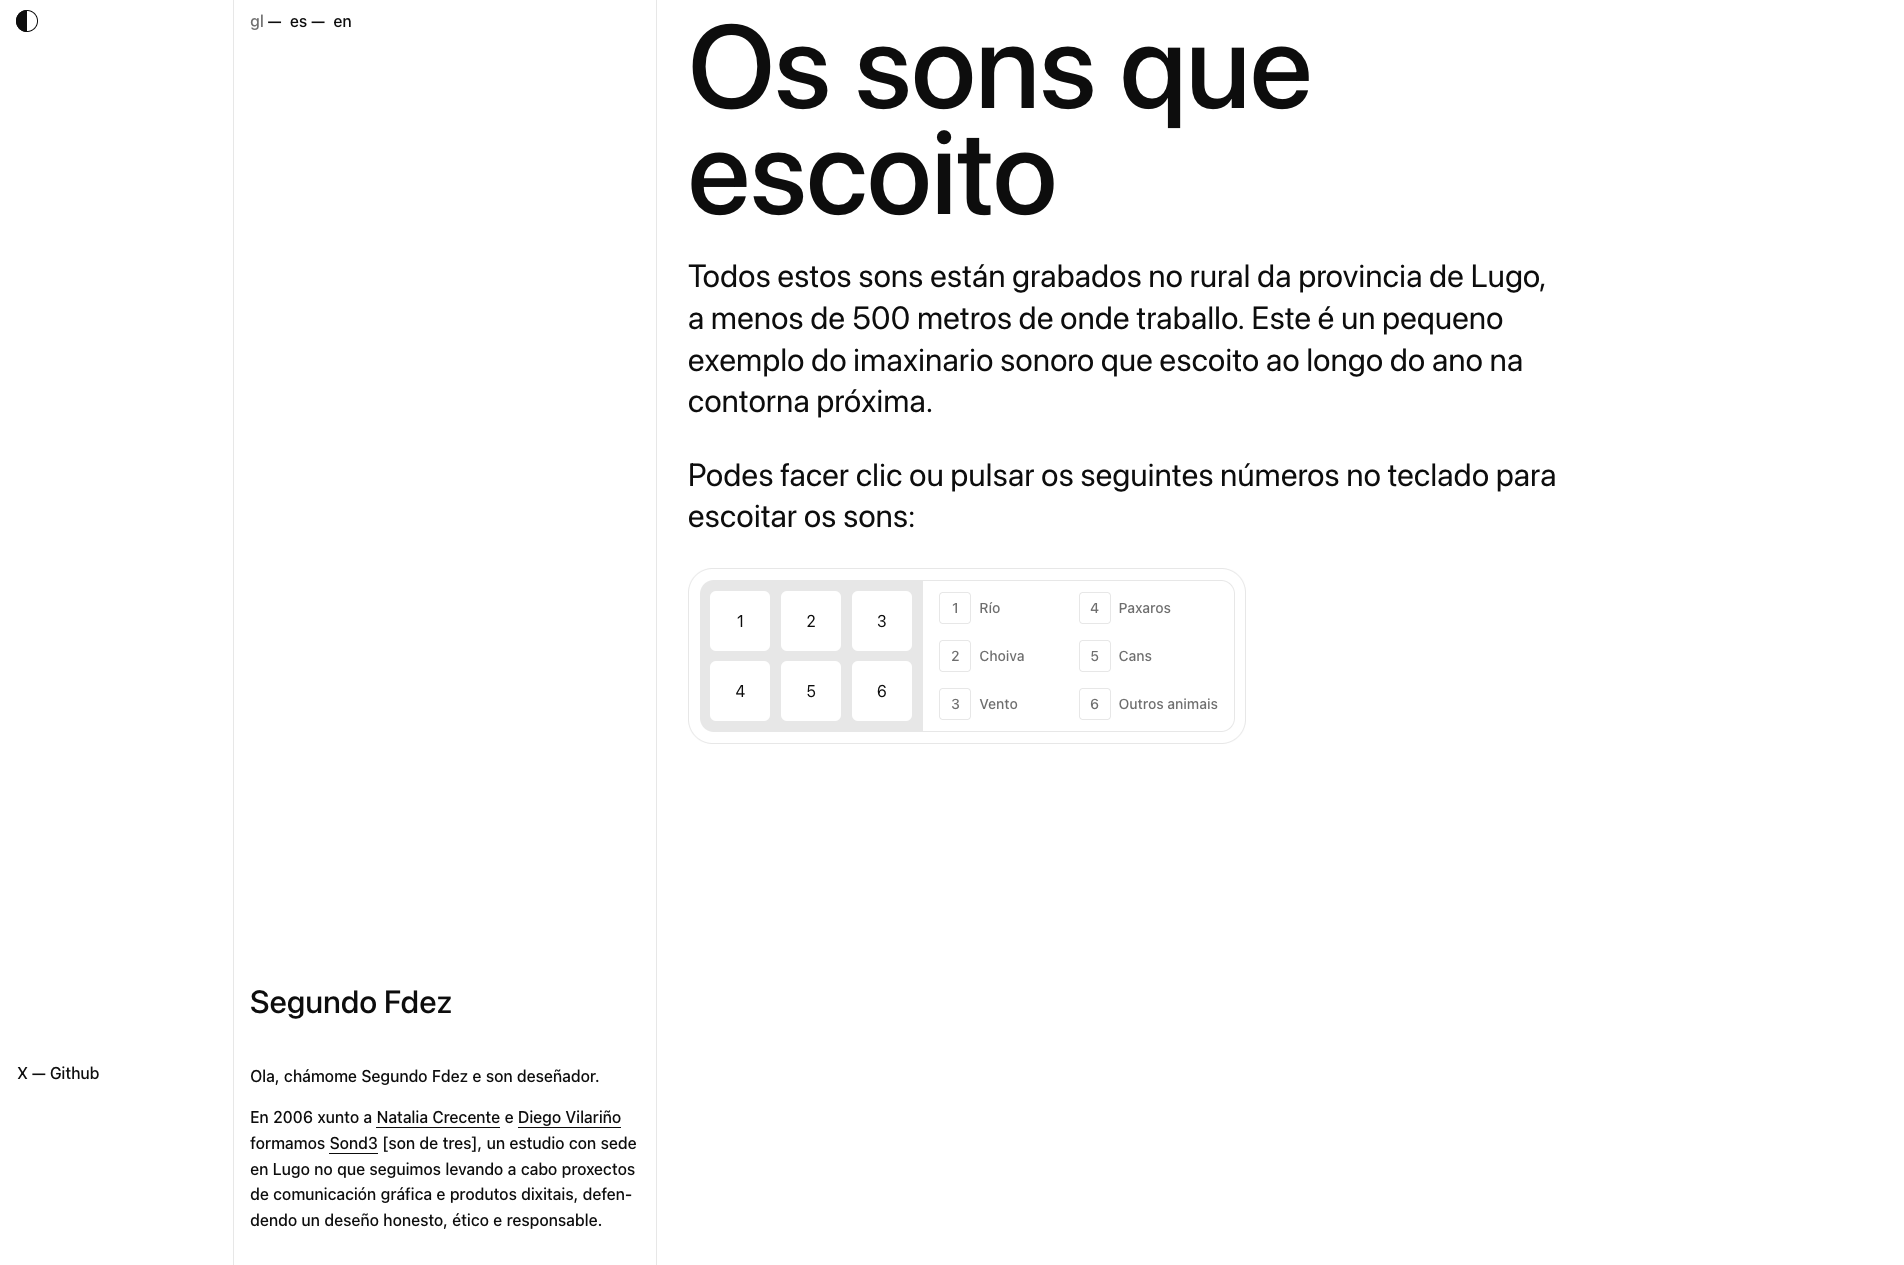 gl — es — en
Os sons que
escoito
Todos estos sons están grabados no rural da provincia de Lugo,
a menos de 500 metros de onde traballo. Este é un pequeno
exemplo do imaxinario sonoro que escoito ao longo do ano na
contorna próxima.
Podes facer clic ou pulsar os seguintes números no teclado para
escoitar os sons:
1 2 3
4 5 6
1 Río
2 Choiva
3 Vento
4 Paxaros
5 Cans
6 Outros animais
Segundo Fdez
X — Github
Ola, chámome Segundo Fdez e son deseñador.
En 2006 xunto a Natalia Crecente e Diego Vilariño
formamos Sond3 [son de tres], un estudio con sede
en Lugo no que seguimos levando a cabo proxectos
de comunicación gráfica e produtos dixitais, defen-
dendo un deseño honesto, ético e responsable.